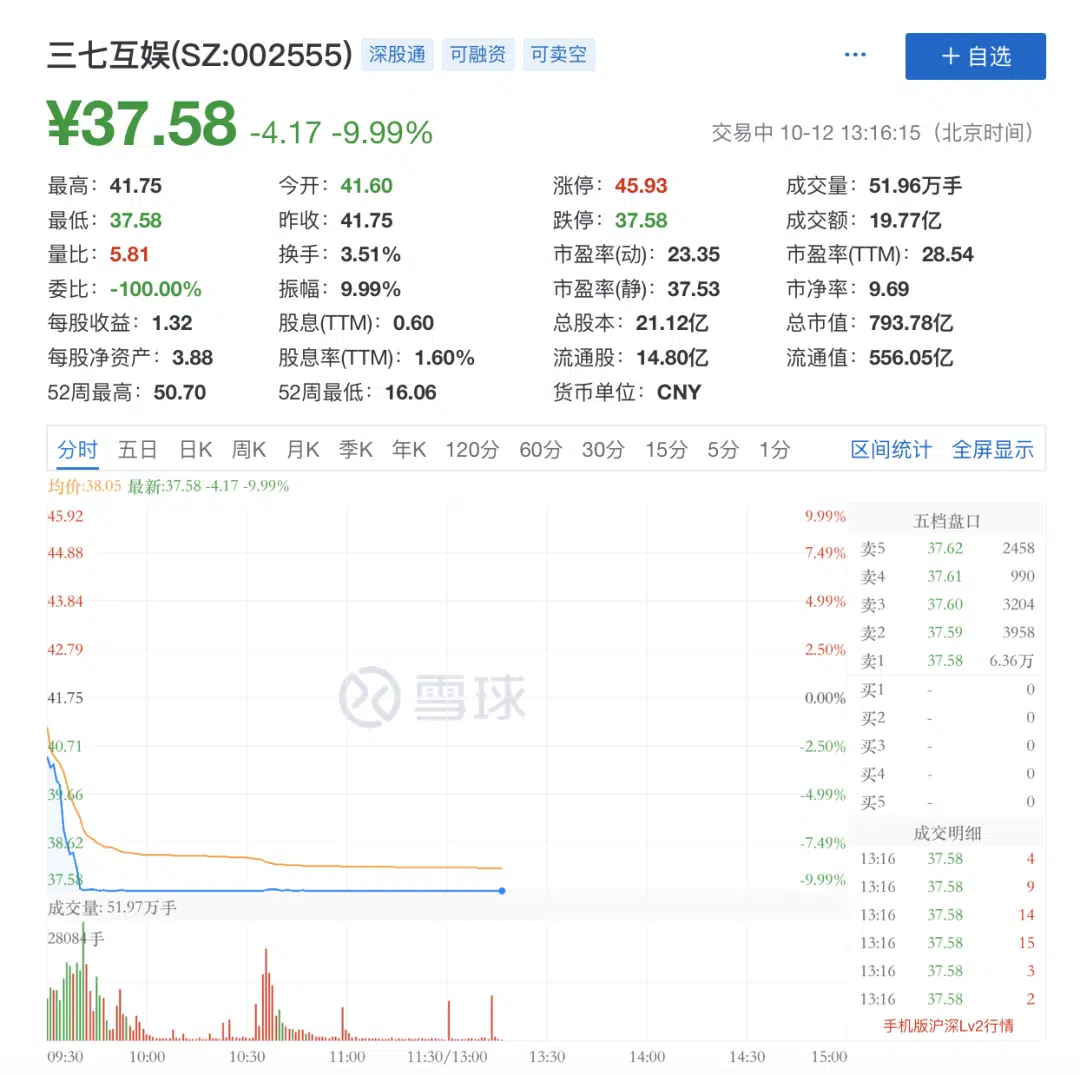 三七互娱(SZ:002555) 深股通 可融资 可卖空 ··· + 自选
¥37.58 -4.17 -9.99% 交易中 10-12 13:16:15（北京时间）
最高：41.75 今开：41.60 涨停：45.93 成交量：51.96万手
最低：37.58 昨收：41.75 跌停：37.58 成交额：19.77亿
量比：5.81 换手：3.51% 市盈率(动)：23.35 市盈率(TTM)：28.54
委比：-100.00% 振幅：9.99% 市盈率(静)：37.53 市净率：9.69
每股收益：1.32 股息(TTM)：0.60 总股本：21.12亿 总市值：793.78亿
每股净资产：3.88 股息率(TTM)：1.60% 流通股：14.80亿 流通值：556.05亿
52周最高：50.70 52周最低：16.06 货币单位：CNY
分时 五日 日K 周K 月K 季K 年K 120分 60分 30分 15分 5分 1分 区间统计 全屏显示
均价:38.05 最新:37.58 -4.17 -9.99%
45.92 9.99%
44.88 7.49%
43.84 4.99%
42.79 2.50%
41.75 0.00%
40.71 -2.50%
39.66 -4.99%
38.62 -7.49%
37.58 -9.99%
雪球
成交量: 51.97万手
28084手
09:30 10:00 10:30 11:00 11:30/13:00 13:30 14:00 14:30 15:00
五档盘口
卖5 37.62 2458
卖4 37.61 990
卖3 37.60 3204
卖2 37.59 3958
卖1 37.58 6.36万
买1 - 0
买2 - 0
买3 - 0
买4 - 0
买5 - 0
成交明细
13:16 37.58 4
13:16 37.58 9
13:16 37.58 14
13:16 37.58 15
13:16 37.58 3
13:16 37.58 2
手机版沪深Lv2行情